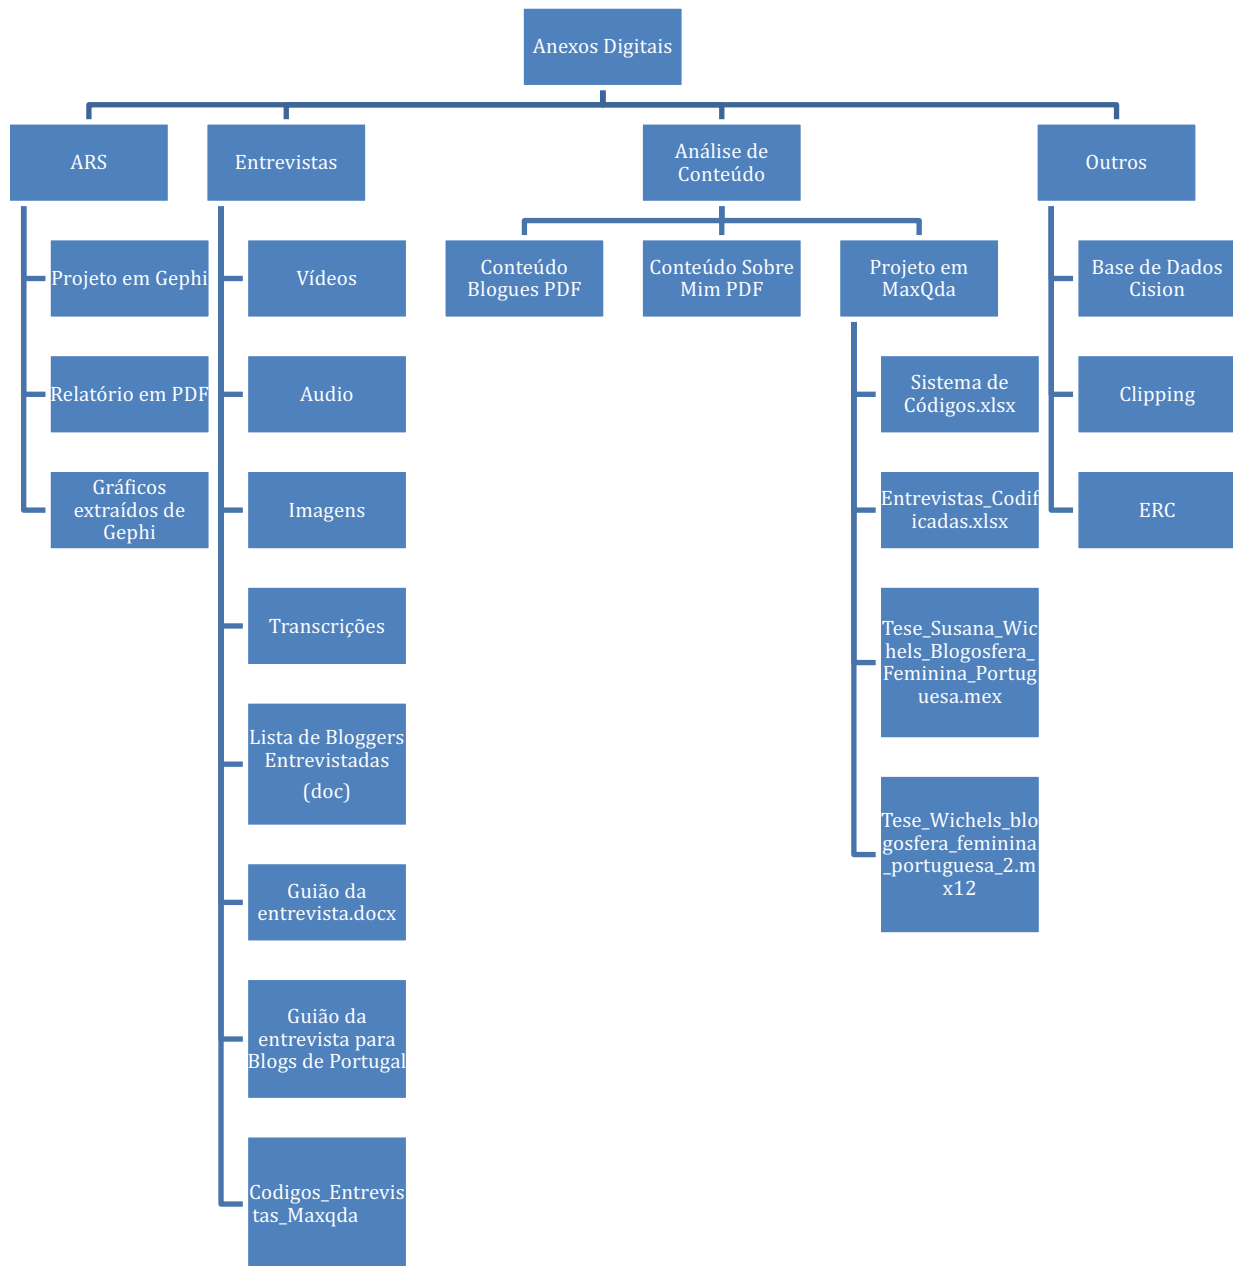 Anexos Digitais
ARS
Projeto em Gephi
Relatório em PDF
Gráficos
extraídos de
Gephi
Entrevistas
Vídeos
Audio
Imagens
Transcrições
Lista de Bloggers
Entrevistadas
(doc)
Guião da
entrevista.docx
Guião da
entrevista para
Blogs de Portugal
Codigos_Entrevis
tas_Maxqda
Análise de
Conteúdo
Conteúdo
Blogues PDF
Conteúdo Sobre
Mim PDF
Projeto em
MaxQda
Sistema de
Códigos.xlsx
Entrevistas_Codif
icadas.xlsx
Tese_Susana_Wic
hels_Blogosfera_
Feminina_Portug
uesa.mex
Tese_Wichels_blo
gosfera_feminina
_portuguesa_2.m
x12
Outros
Base de Dados
Cision
Clipping
ERC